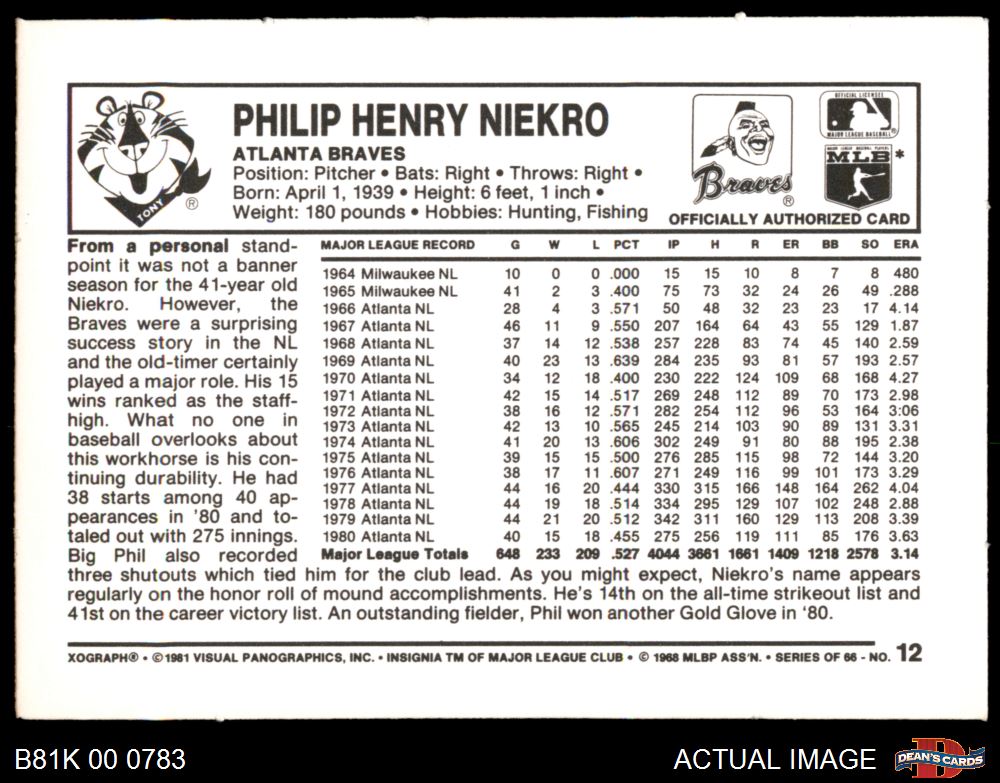 PHILIP HENRY NIEKRO
ATLANTA BRAVES
Position: Pitcher • Bats: Right • Throws: Right •
Born: April 1, 1939 • Height: 6 feet, 1 inch •
Weight: 180 pounds • Hobbies: Hunting, Fishing
TONY ®
Braves ®
OFFICIAL LICENSEE
MAJOR LEAGUE BASEBALL ®
MAJOR LEAGUE BASEBALL PLAYERS
MLB *
OFFICIALLY AUTHORIZED CARD
From a personal stand-
point it was not a banner
season for the 41-year old
Niekro. However, the
Braves were a surprising
success story in the NL
and the old-timer certainly
played a major role. His 15
wins ranked as the staff-
high. What no one in
baseball overlooks about
this workhorse is his con-
tinuing durability. He had
38 starts among 40 ap-
pearances in '80 and to-
taled out with 275 innings.
Big Phil also recorded
MAJOR LEAGUE RECORD G W L PCT IP H R ER BB SO ERA
1964 Milwaukee NL 10 0 0 .000 15 15 10 8 7 8 480
1965 Milwaukee NL 41 2 3 .400 75 73 32 24 26 49 .288
1966 Atlanta NL 28 4 3 .571 50 48 32 23 23 17 4.14
1967 Atlanta NL 46 11 9 .550 207 164 64 43 55 129 1.87
1968 Atlanta NL 37 14 12 .538 257 228 83 74 45 140 2.59
1969 Atlanta NL 40 23 13 .639 284 235 93 81 57 193 2.57
1970 Atlanta NL 34 12 18 .400 230 222 124 109 68 168 4.27
1971 Atlanta NL 42 15 14 .517 269 248 112 89 70 173 2.98
1972 Atlanta NL 38 16 12 .571 282 254 112 96 53 164 3:06
1973 Atlanta NL 42 13 10 .565 245 214 103 90 89 131 3.31
1974 Atlanta NL 41 20 13 .606 302 249 91 80 88 195 2.38
1975 Atlanta NL 39 15 15 .500 276 285 115 98 72 144 3.20
1976 Atlanta NL 38 17 11 .607 271 249 116 99 101 173 3.29
1977 Atlanta NL 44 16 20 .444 330 315 166 148 164 262 4.04
1978 Atlanta NL 44 19 18 .514 334 295 129 107 102 248 2.88
1979 Atlanta NL 44 21 20 .512 342 311 160 129 113 208 3.39
1980 Atlanta NL 40 15 18 .455 275 256 119 111 85 176 3.63
Major League Totals 648 233 209 .527 4044 3661 1661 1409 1218 2578 3.14
three shutouts which tied him for the club lead. As you might expect, Niekro's name appears
regularly on the honor roll of mound accomplishments. He's 14th on the all-time strikeout list and
41st on the career victory list. An outstanding fielder, Phil won another Gold Glove in '80.
XOGRAPH® • ©1981 VISUAL PANOGRAPHICS, INC. • INSIGNIA TM OF MAJOR LEAGUE CLUB • © 1968 MLBP ASS'N. • SERIES OF 66 - NO. 12
B81K 00 0783
ACTUAL IMAGE
DEAN'S CARDS